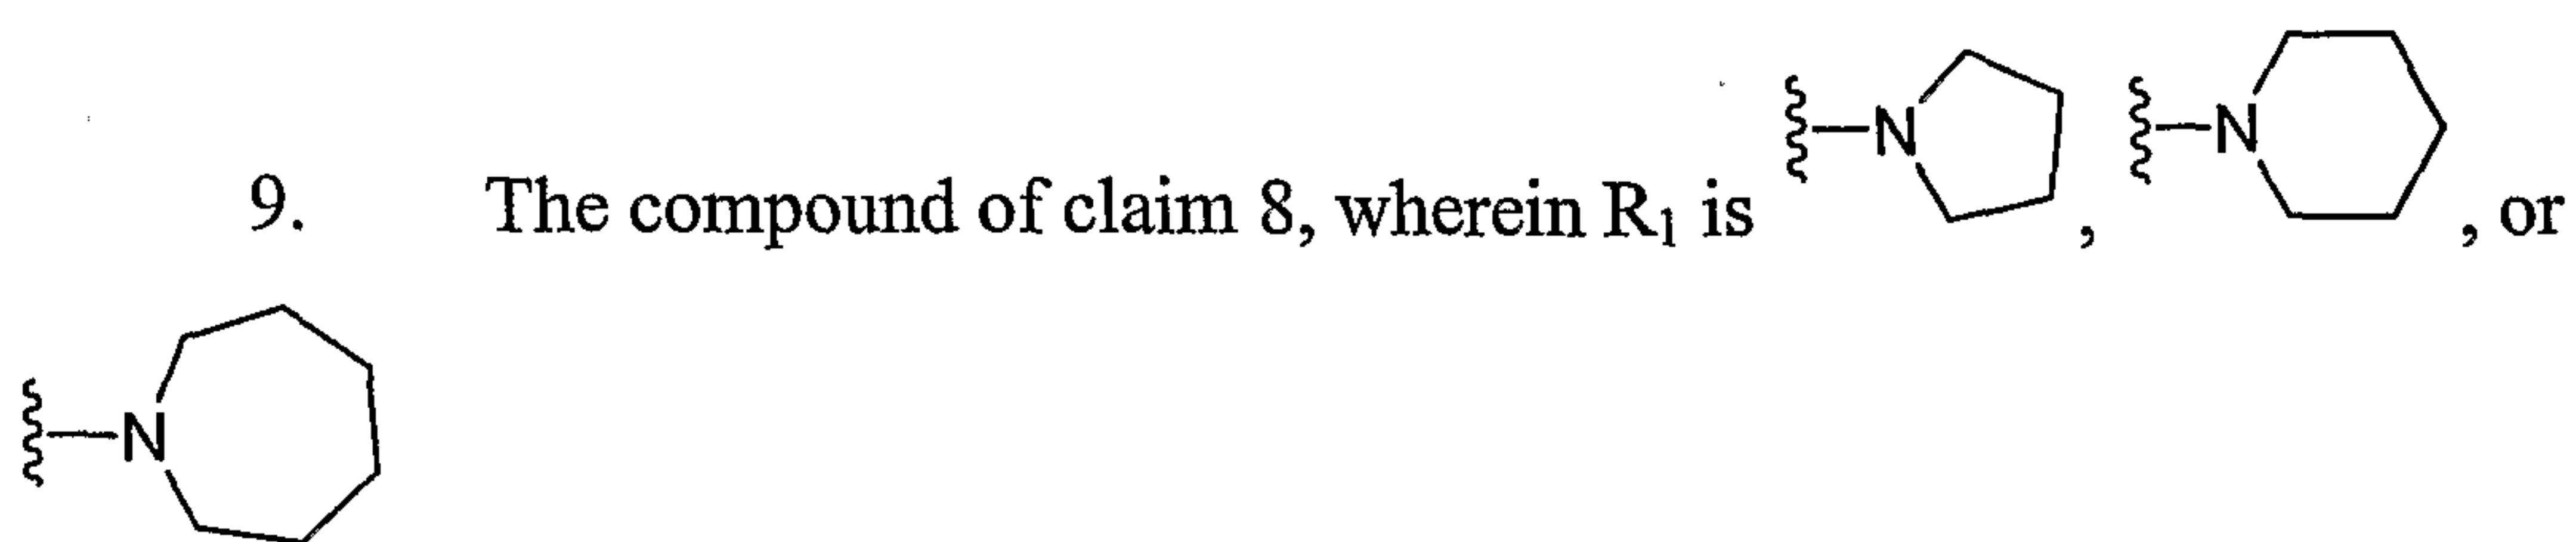 9. The compound of claim 8, wherein R₁ is N, N, or
N